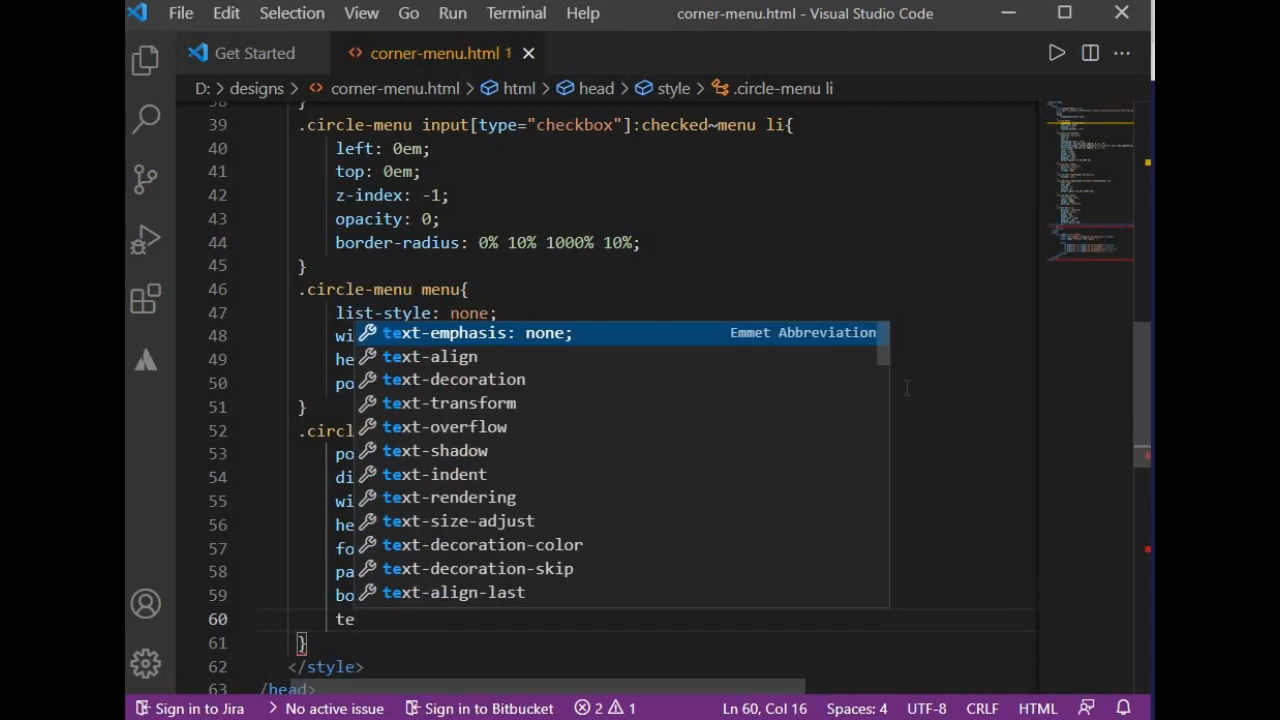 File Edit Selection View Go Run Terminal Help corner-menu.html - Visual Studio Code
Get Started corner-menu.html 1
D: > designs > corner-menu.html > html > head > style > .circle-menu li
38 }
39 .circle-menu input[type="checkbox"]:checked~menu li{
40 left: 0em;
41 top: 0em;
42 z-index: -1;
43 opacity: 0;
44 border-radius: 0% 10% 1000% 10%;
45 }
46 .circle-menu menu{
47 list-style: none;
48 wi text-emphasis: none; Emmet Abbreviation
49 he text-align
50 po text-decoration
51 } text-transform
52 .circl text-overflow
53 po text-shadow
54 di text-indent
55 wi text-rendering
56 he text-size-adjust
57 fo text-decoration-color
58 pa text-decoration-skip
59 bo text-align-last
60 te
61 }
62 </style>
63 /head>
Sign in to Jira No active issue Sign in to Bitbucket 2 1 Ln 60, Col 16 Spaces: 4 UTF-8 CRLF HTML